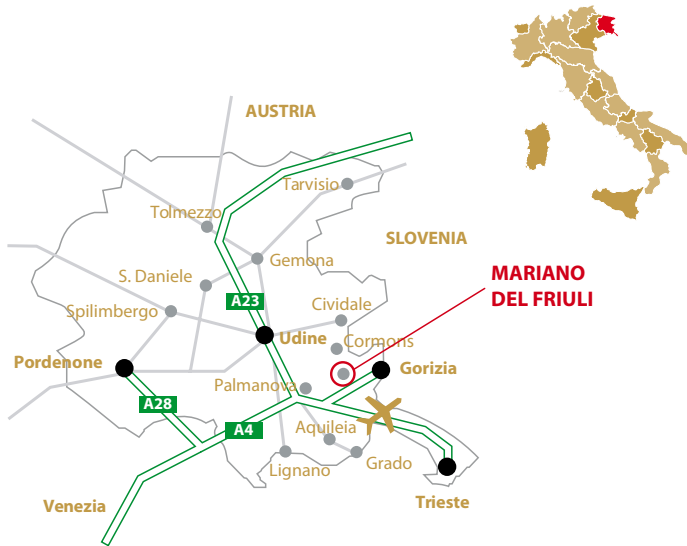 AUSTRIA
Tarvisio
Tolmezzo
SLOVENIA
Gemona
MARIANO
DEL FRIULI
S. Daniele
A23
Cividale
Spilimbergo
Udine
Cormons
Pordenone
Gorizia
Palmanova
A28
A4
Aquileia
Lignano
Grado
Venezia
Trieste